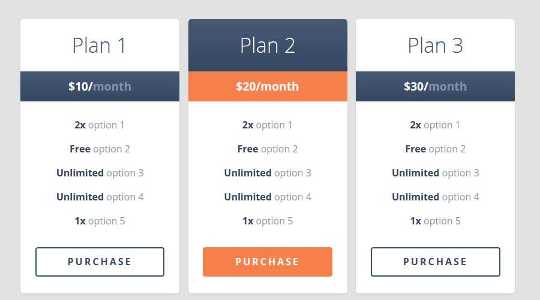 Plan 1
$10/month
2x option 1
Free option 2
Unlimited option 3
Unlimited option 4
1x option 5
PURCHASE
Plan 2
$20/month
2x option 1
Free option 2
Unlimited option 3
Unlimited option 4
1x option 5
PURCHASE
Plan 3
$30/month
2x option 1
Free option 2
Unlimited option 3
Unlimited option 4
1x option 5
PURCHASE